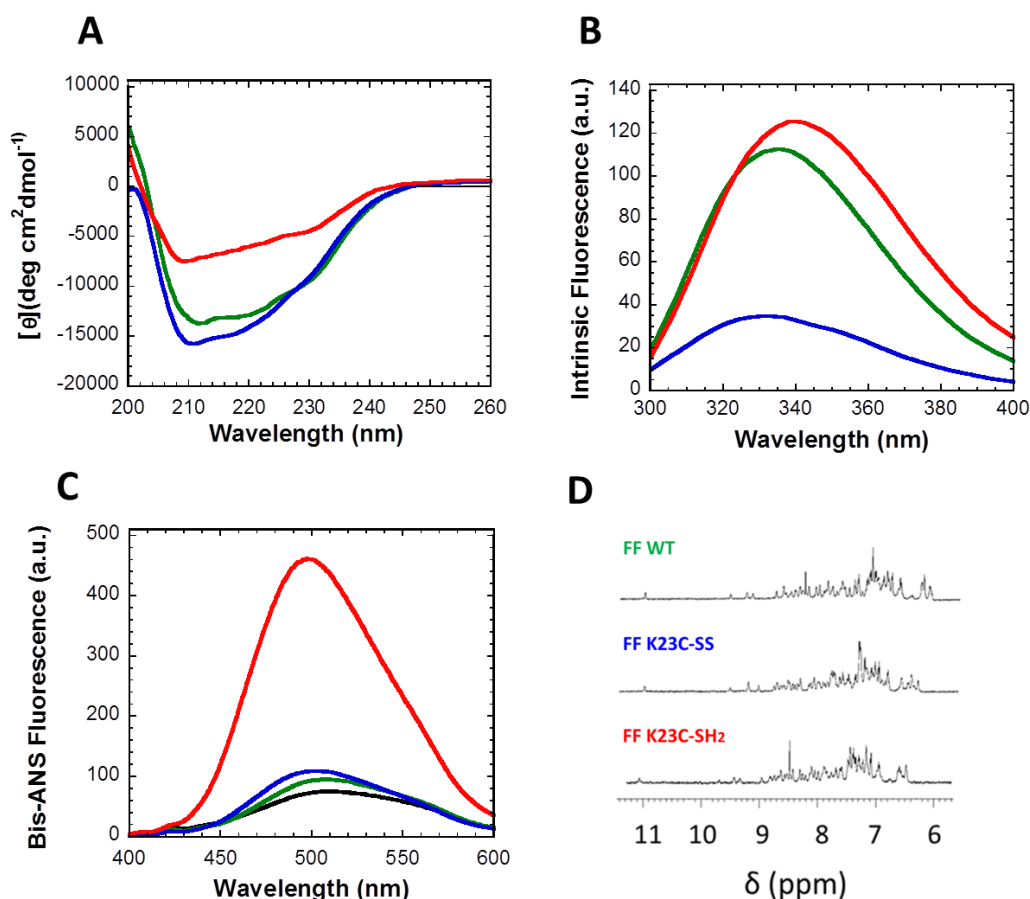 A
[θ](deg cm²dmol⁻¹)
10000
5000
0
-5000
-10000
-15000
-20000
200 210 220 230 240 250 260
Wavelength (nm)
B
Intrinsic Fluorescence (a.u.)
140
120
100
80
60
40
20
0
300 320 340 360 380 400
Wavelength (nm)
C
Bis-ANS Fluorescence (a.u.)
500
400
300
200
100
0
400 450 500 550 600
Wavelength (nm)
D
FF WT
FF K23C-SS
FF K23C-SH₂
11 10 9 8 7 6
δ (ppm)